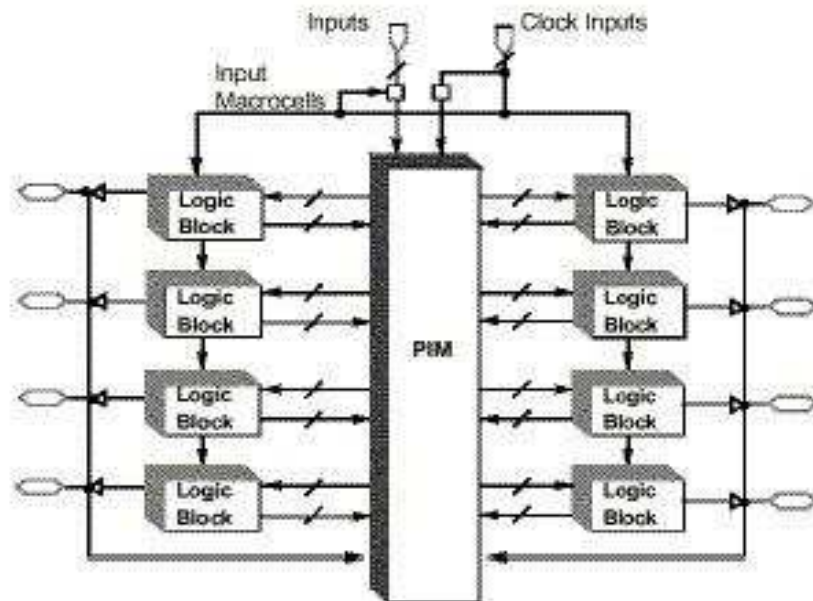 Inputs
Clock Inputs
Input
Macrocells
Logic
Block
Logic
Block
Logic
Block
Logic
Block
PIM
Logic
Block
Logic
Block
Logic
Block
Logic
Block